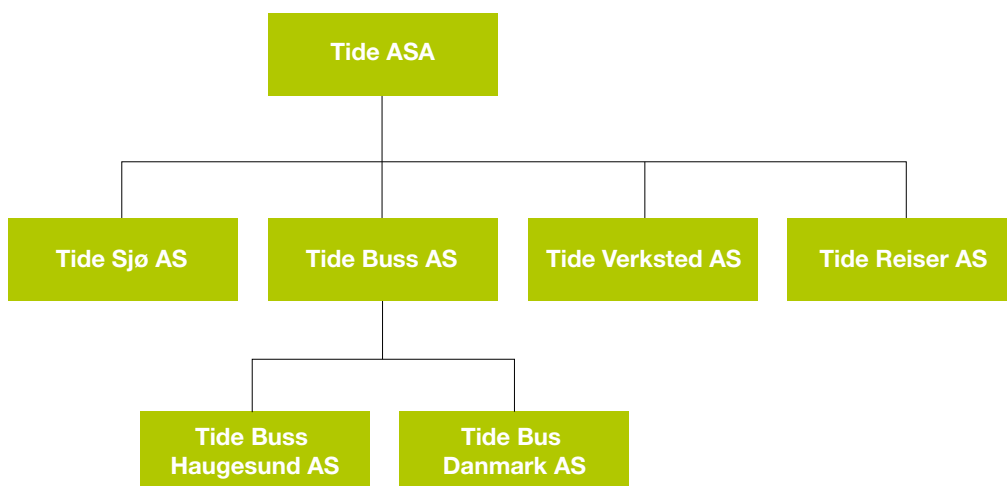 Tide ASA
Tide Sjø AS
Tide Buss AS
Tide Verksted AS
Tide Reiser AS
Tide Buss
Haugesund AS
Tide Bus
Danmark AS